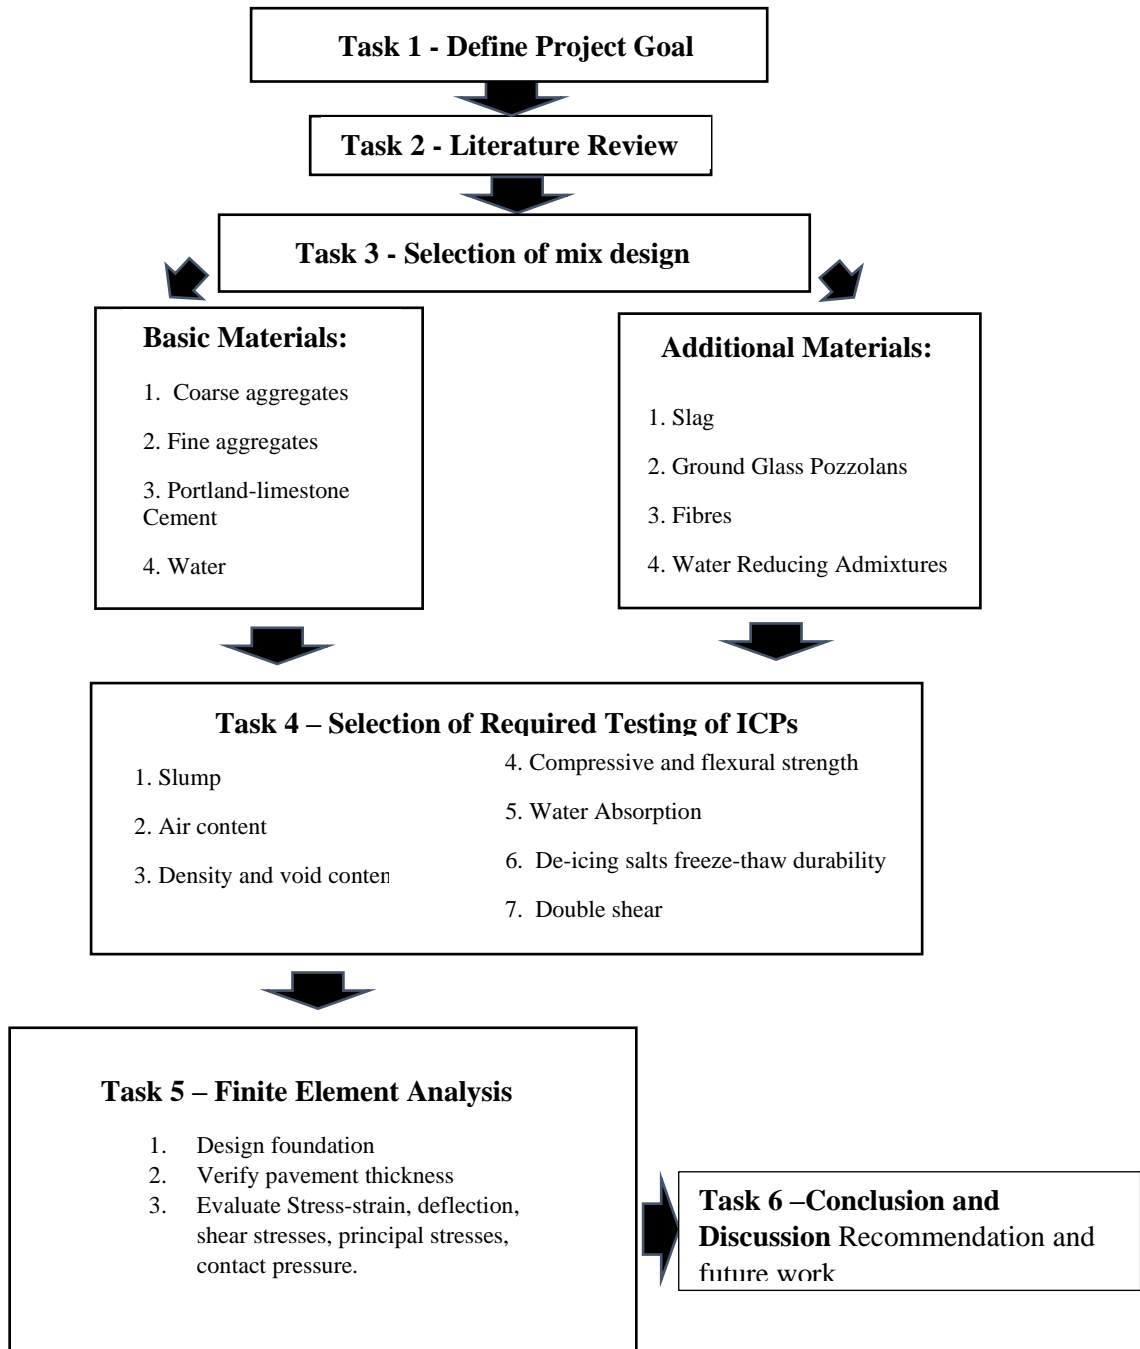 Task 1 - Define Project Goal
Task 2 - Literature Review
Task 3 - Selection of mix design
Basic Materials:
1. Coarse aggregates
2. Fine aggregates
3. Portland-limestone
Cement
4. Water
Additional Materials:
1. Slag
2. Ground Glass Pozzolans
3. Fibres
4. Water Reducing Admixtures
Task 4 – Selection of Required Testing of ICPs
1. Slump
2. Air content
3. Density and void conten
4. Compressive and flexural strength
5. Water Absorption
6. De-icing salts freeze-thaw durability
7. Double shear
Task 5 – Finite Element Analysis
1. Design foundation
2. Verify pavement thickness
3. Evaluate Stress-strain, deflection,
shear stresses, principal stresses,
contact pressure.
Task 6 –Conclusion and
Discussion Recommendation and
future work